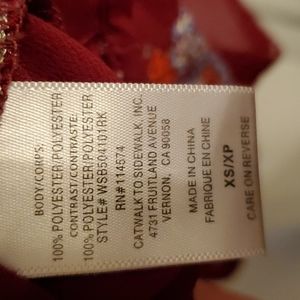 BODY/CORPS:
100% POLYESTER/POLYESTER
CONTRAST/CONTRASTE:
100% POLYESTER/POLYESTER
STYLE# WSB504101RK
RN#114574
CATWALK TO SIDEWALK, INC.
4731 FRUITLAND AVENUE
VERNON, CA 90058
MADE IN CHINA
FABRIQUE EN CHINE
XS/XP
CARE ON REVERSE